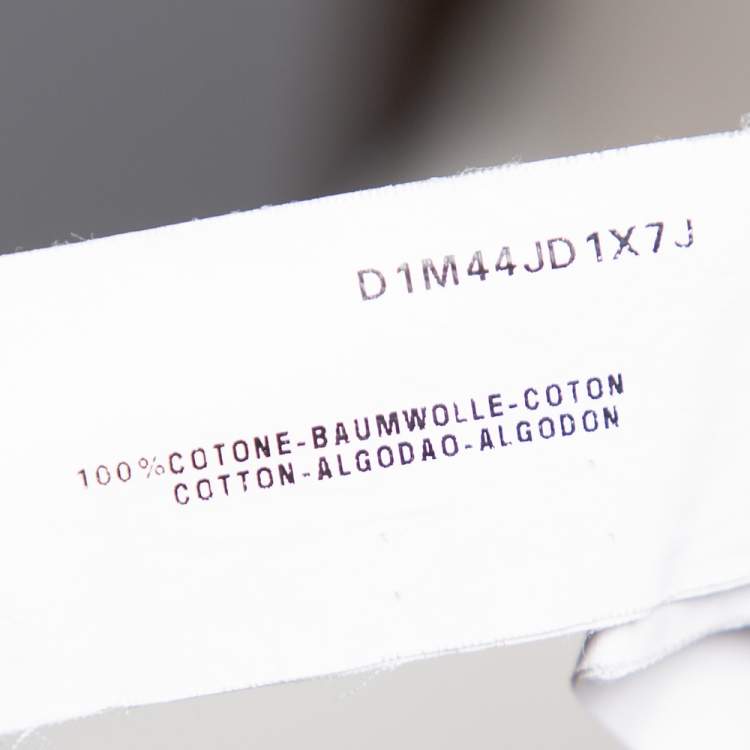 D1M44JD1X7J
100%COTONE-BAUMWOLLE-COTON
COTTON-ALGODAO-ALGODON